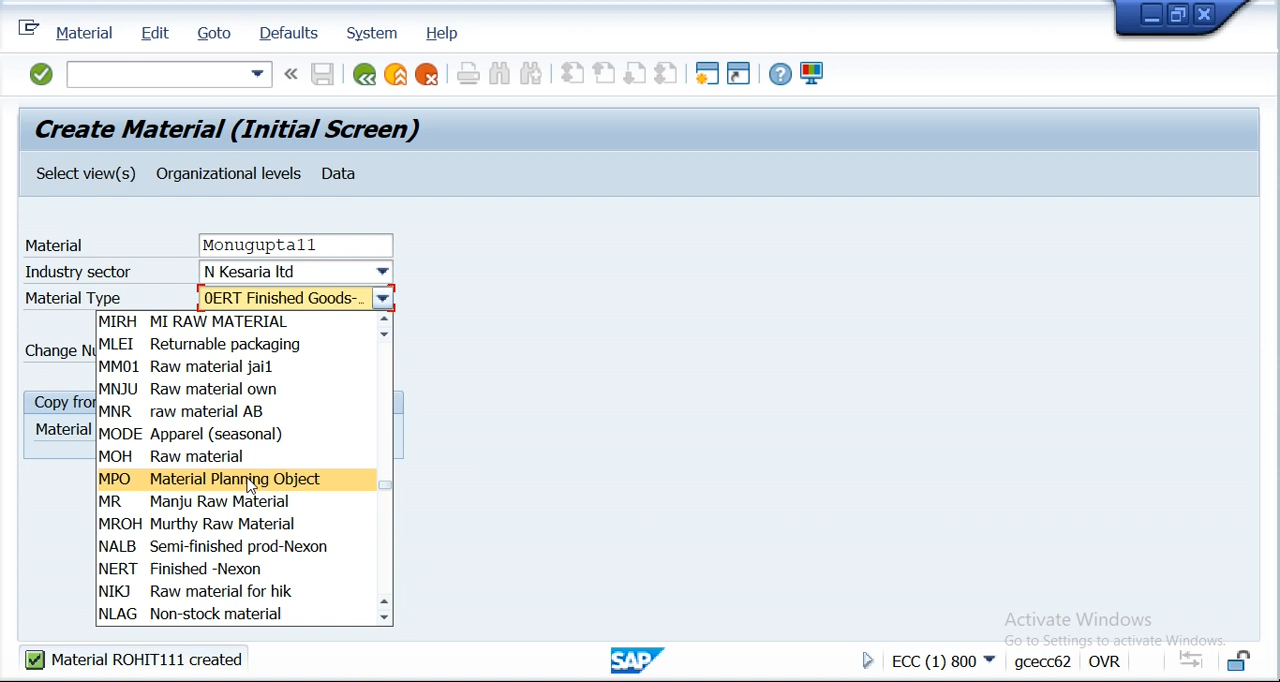 Material Edit Goto Defaults System Help
Create Material (Initial Screen)
Select view(s) Organizational levels Data
Material Monugupta11
Industry sector N Kesaria ltd
Material Type 0ERT Finished Goods-..
MIRH MI RAW MATERIAL
MLEI Returnable packaging
Change Nu
MM01 Raw material jai1
MNJU Raw material own
Copy from
MNR raw material AB
Material
MODE Apparel (seasonal)
MOH Raw material
MPO Material Planning Object
MR Manju Raw Material
MROH Murthy Raw Material
NALB Semi-finished prod-Nexon
NERT Finished -Nexon
NIKJ Raw material for hik
NLAG Non-stock material
Activate Windows
Go to Settings to activate Windows.
Material ROHIT111 created
SAP
ECC (1) 800
gcecc62
OVR